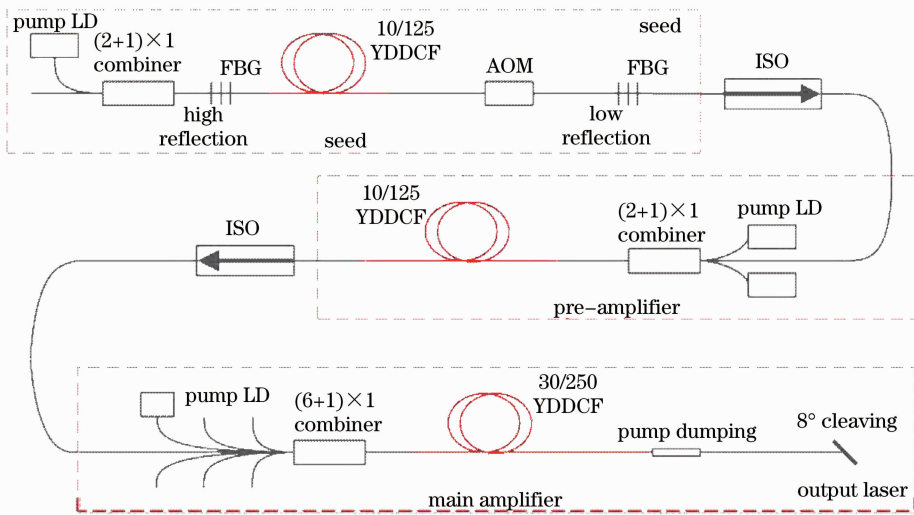 pump LD
(2+1)×1
combiner
FBG
high
reflection
10/125
YDDCF
seed
AOM
seed
FBG
low
reflection
ISO
10/125
YDDCF
(2+1)×1
combiner
pump LD
ISO
pre-amplifier
pump LD
(6+1)×1
combiner
30/250
YDDCF
pump dumping
8° cleaving
output laser
main amplifier